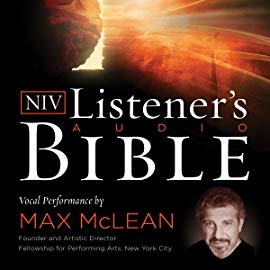 NIV Listener's
AUDIO
BIBLE
Vocal Performance by
MAX McLEAN
Founder and Artistic Director
Fellowship for Performing Arts, New York City